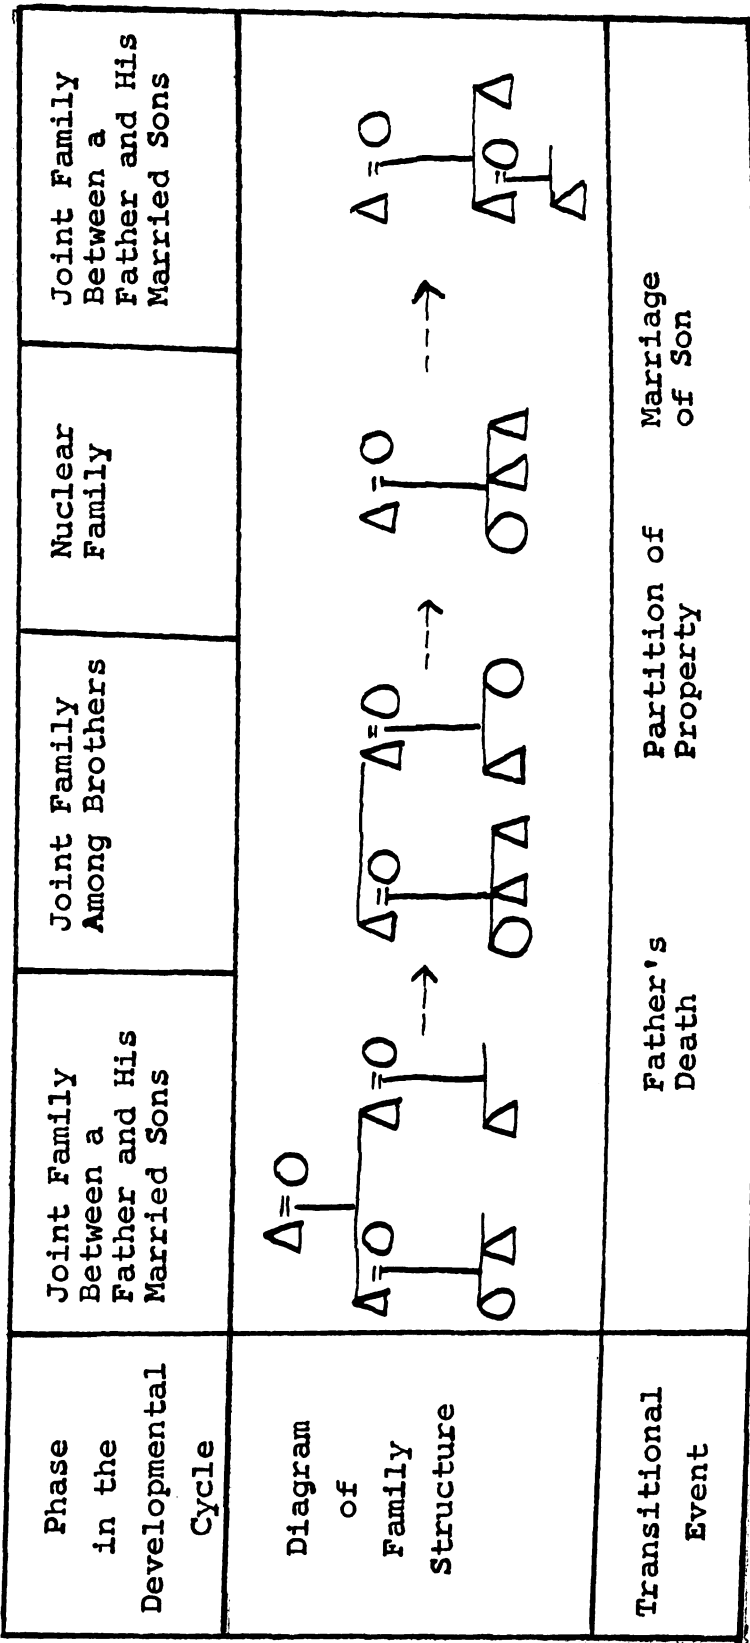 Phase
in the
Developmental
Cycle
Joint Family
Between a
Father and His
Married Sons
Joint Family
Among Brothers
Nuclear
Family
Joint Family
Between a
Father and His
Married Sons
Diagram
of
Family
Structure
Transitional
Event
Father's
Death
Partition of
Property
Marriage
of Son